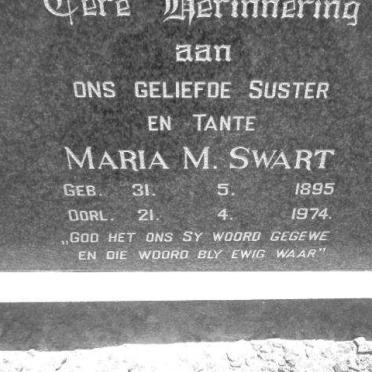 Tere Herinnering
aan
ONS GELIEFDE SUSTER
EN TANTE
MARIA M. SWART
GEB. 31. 5. 1895
OORL. 21. 4. 1974.
„GOD HET ONS SY WOORD GEGEWE
EN DIE WOORD BLY EWIG WAAR"